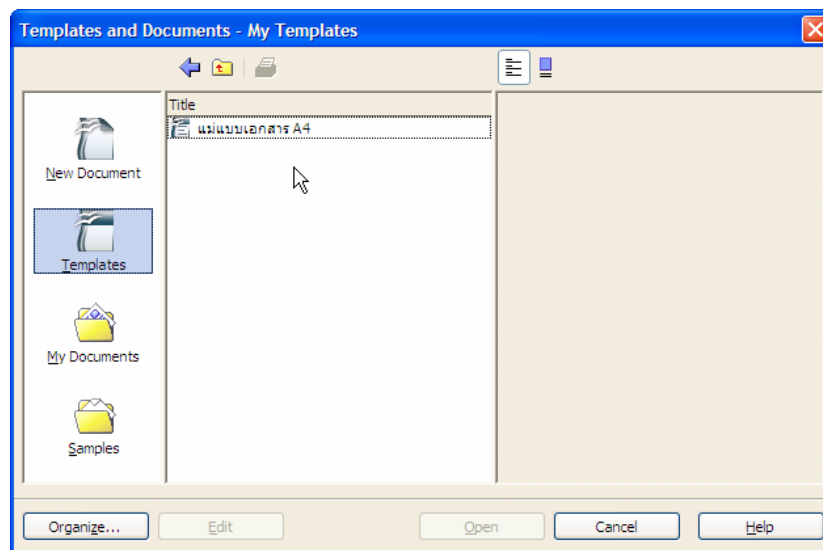 Templates and Documents - My Templates
Title
แม่แบบเอกสาร A4
New Document
Templates
My Documents
Samples
Organize...
Edit
Open
Cancel
Help